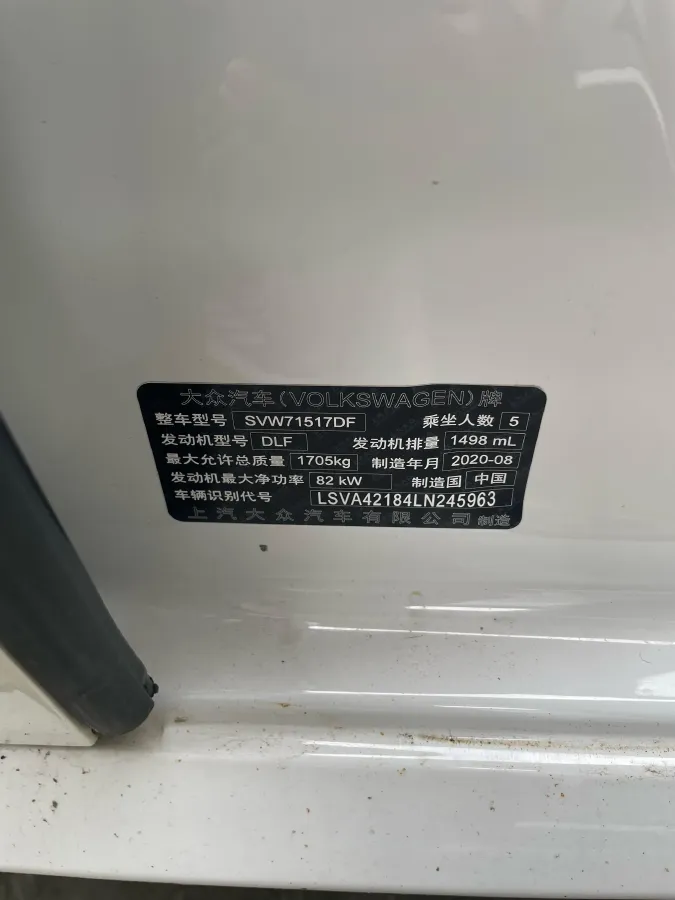 大众汽车(VOLKSWAGEN)牌
整车型号 SVW71517DF 乘坐人数 5
发动机型号 DLF 发动机排量 1498 mL
最大允许总质量 1705kg 制造年月 2020-08
发动机最大净功率 82 kW 制造国 中国
车辆识别代号 LSVA42184LN245963
上汽大众汽车有限公司 制造